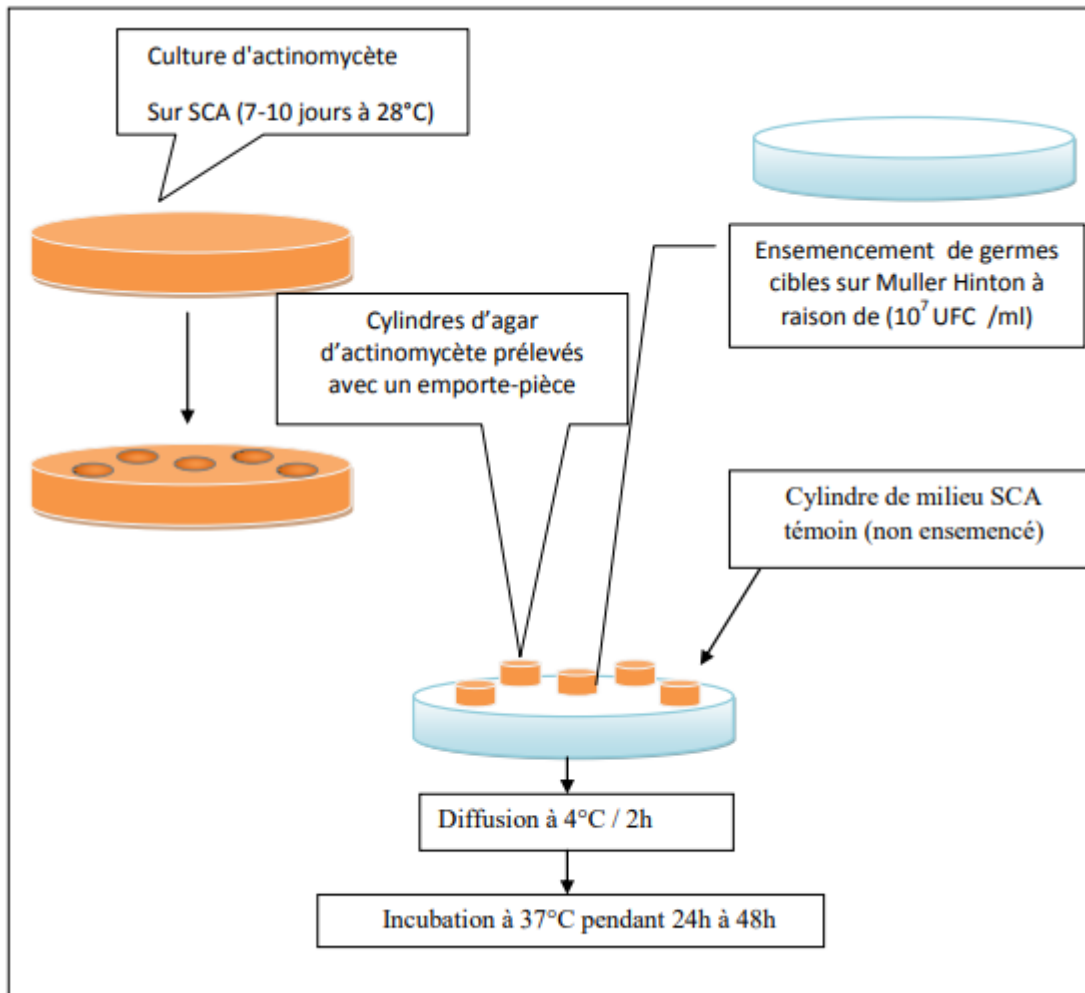 Culture d'actinomycète
Sur SCA (7-10 jours à 28°C)
Ensemencement de germes
cibles sur Muller Hinton à
raison de (10⁷ UFC /ml)
Cylindres d’agar
d’actinomycète prélevés
avec un emporte-pièce
Cylindre de milieu SCA
témoin (non ensemencé)
Diffusion à 4°C / 2h
Incubation à 37°C pendant 24h à 48h